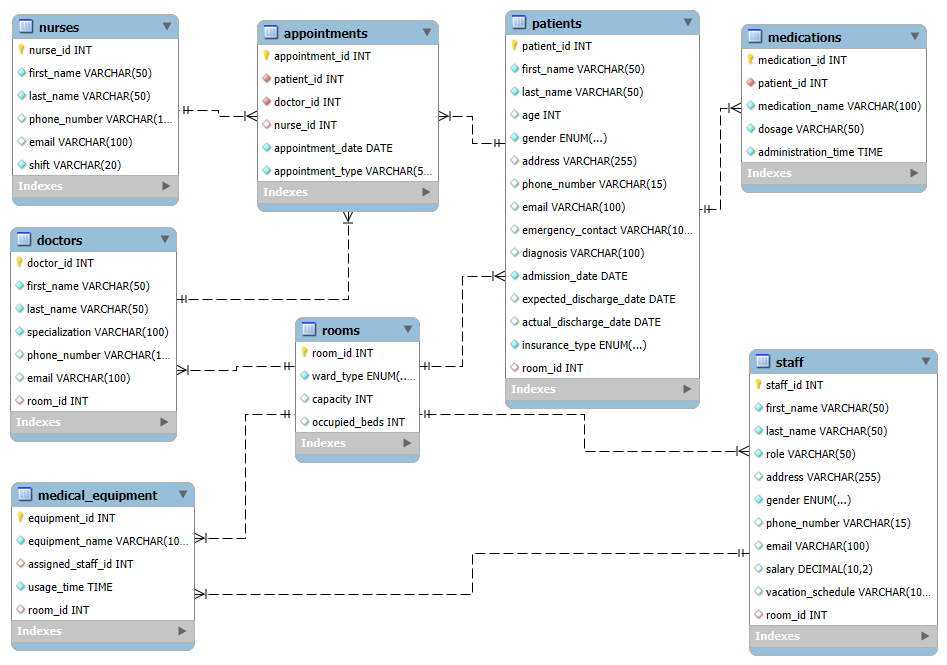 nurses
nurse_id INT
first_name VARCHAR(50)
last_name VARCHAR(50)
phone_number VARCHAR(1...
email VARCHAR(100)
shift VARCHAR(20)
Indexes
appointments
appointment_id INT
patient_id INT
doctor_id INT
nurse_id INT
appointment_date DATE
appointment_type VARCHAR(5...
Indexes
patients
patient_id INT
first_name VARCHAR(50)
last_name VARCHAR(50)
age INT
gender ENUM(...)
address VARCHAR(255)
phone_number VARCHAR(15)
email VARCHAR(100)
emergency_contact VARCHAR(10...
diagnosis VARCHAR(100)
admission_date DATE
expected_discharge_date DATE
actual_discharge_date DATE
insurance_type ENUM(...)
room_id INT
Indexes
medications
medication_id INT
patient_id INT
medication_name VARCHAR(100)
dosage VARCHAR(50)
administration_time TIME
Indexes
doctors
doctor_id INT
first_name VARCHAR(50)
last_name VARCHAR(50)
specialization VARCHAR(100)
phone_number VARCHAR(1...
email VARCHAR(100)
room_id INT
Indexes
rooms
room_id INT
ward_type ENUM(....
capacity INT
occupied_beds INT
Indexes
staff
staff_id INT
first_name VARCHAR(50)
last_name VARCHAR(50)
role VARCHAR(50)
address VARCHAR(255)
gender ENUM(...)
phone_number VARCHAR(15)
email VARCHAR(100)
salary DECIMAL(10,2)
vacation_schedule VARCHAR(10...
room_id INT
Indexes
medical_equipment
equipment_id INT
equipment_name VARCHAR(10...
assigned_staff_id INT
usage_time TIME
room_id INT
Indexes